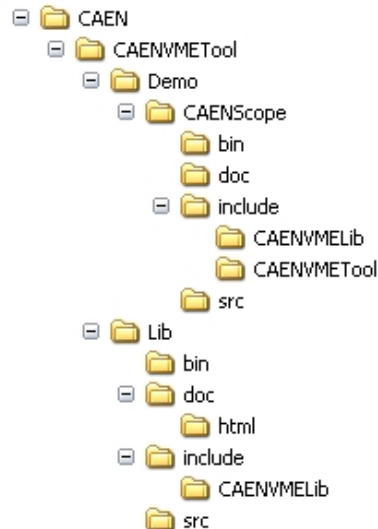 CAEN
CAENVMETool
Demo
CAENScope
bin
doc
include
CAENVMELib
CAENVMETool
src
Lib
bin
doc
html
include
CAENVMELib
src